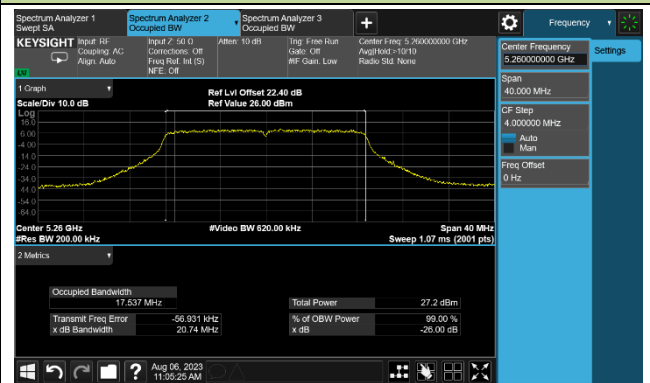 Spectrum Analyzer 1
Swept SA
Spectrum Analyzer 2
Occupied BW
Spectrum Analyzer 3
Occupied BW
Frequency
KEYSIGHT
Input: RF
Coupling: AC
Align: Auto
Input Z: 50 Ω
Corrections: Off
Freq Ref: Int (S)
NFE: Off
Atten: 10 dB
Trig: Free Run
Gate: Off
#IF Gain: Low
Center Freq: 5.260000000 GHz
Avg|Hold:>10/10
Radio Std: None
Center Frequency
5.260000000 GHz
Settings
Span
40.000 MHz
CF Step
4.000000 MHz
Auto
Man
Freq Offset
0 Hz
1 Graph
Scale/Div 10.0 dB
Ref Lvl Offset 22.40 dB
Ref Value 26.00 dBm
Log
16.0
6.00
-4.00
-14.0
-24.0
-34.0
-44.0
-54.0
-64.0
Center 5.26 GHz
#Video BW 620.00 kHz
Span 40 MHz
#Res BW 200.00 kHz
Sweep 1.07 ms (2001 pts)
2 Metrics
Occupied Bandwidth
17.537 MHz
Total Power
27.2 dBm
Transmit Freq Error
-56.931 kHz
% of OBW Power
99.00 %
x dB Bandwidth
20.74 MHz
x dB
-26.00 dB
Aug 06, 2023
11:05:25 AM